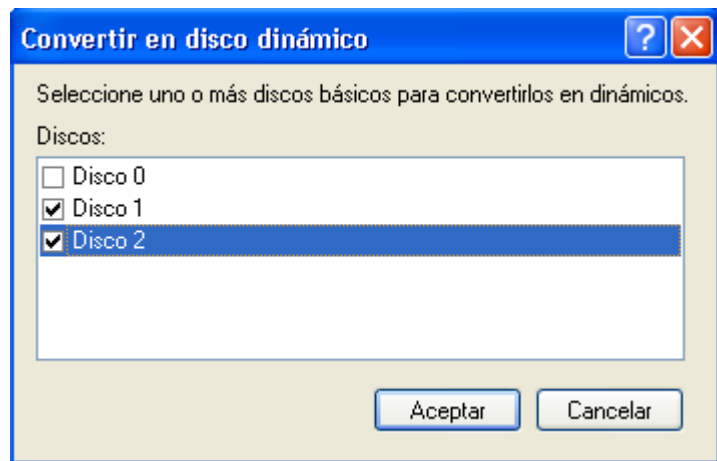 Convertir en disco dinámico
Seleccione uno o más discos básicos para convertirlos en dinámicos.
Discos:
Disco 0
Disco 1
Disco 2
Aceptar Cancelar